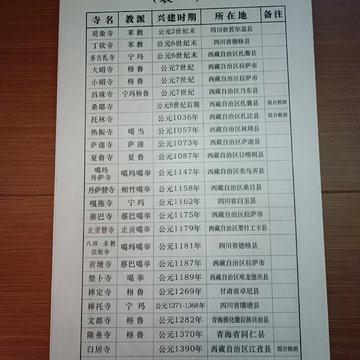 寺名 教派 兴建时期 所在地 备注
苟象寺 苯教 公元2世纪末 四川省若尔盖县
丁钦寺 苯教 公元6世纪末 四川省德格县
多吉扎寺 宁玛 公元6世纪末 西藏自治区扎囊县
大昭寺 格鲁 公元7世纪 西藏自治区拉萨市
小昭寺 格鲁 公元7世纪 西藏自治区拉萨市
昌珠寺 宁玛格鲁 公元7世纪 西藏自治区乃东县
桑耶寺 公元8世纪后期 西藏自治区扎囊县 混合教派
托林寺 公元1036年 西藏自治区札达县 混合教派
热振寺 噶当 公元1057年 西藏自治区林周县
萨迦寺 萨迦 公元1073年 西藏自治区萨迦县
夏鲁寺 夏鲁 公元1087年 西藏自治区日喀则县
噶玛丹萨寺 噶玛噶举 公元1147年 西藏自治区类乌齐县
丹萨替寺 帕竹噶举 公元1158年 西藏自治区桑日县
嘎拖寺 宁玛 公元1162年 四川省白玉县
蔡巴寺 蔡巴噶举 公元1175年 西藏自治区拉萨市
止贡替寺 止贡噶举 公元1179年 西藏自治区墨竹工卡县
八邦·圣教法轮寺 噶玛噶举 公元1181年 四川省德格县
贡塘寺 蔡巴噶举 公元1187年 西藏自治区拉萨市
楚卜寺 噶举 公元1189年 西藏自治区堆龙德庆县
禅定寺 格鲁 公元1269年 甘肃省卓尼县
棒托寺 宁玛 公元1271-1368年 四川省壤塘县
文都寺 格鲁 公元1282年 青海循化撒拉族自治县
隆务寺 格鲁 公元1370年 青海省同仁县
白居寺 公元1390年 西藏自治区江孜县 混合教派